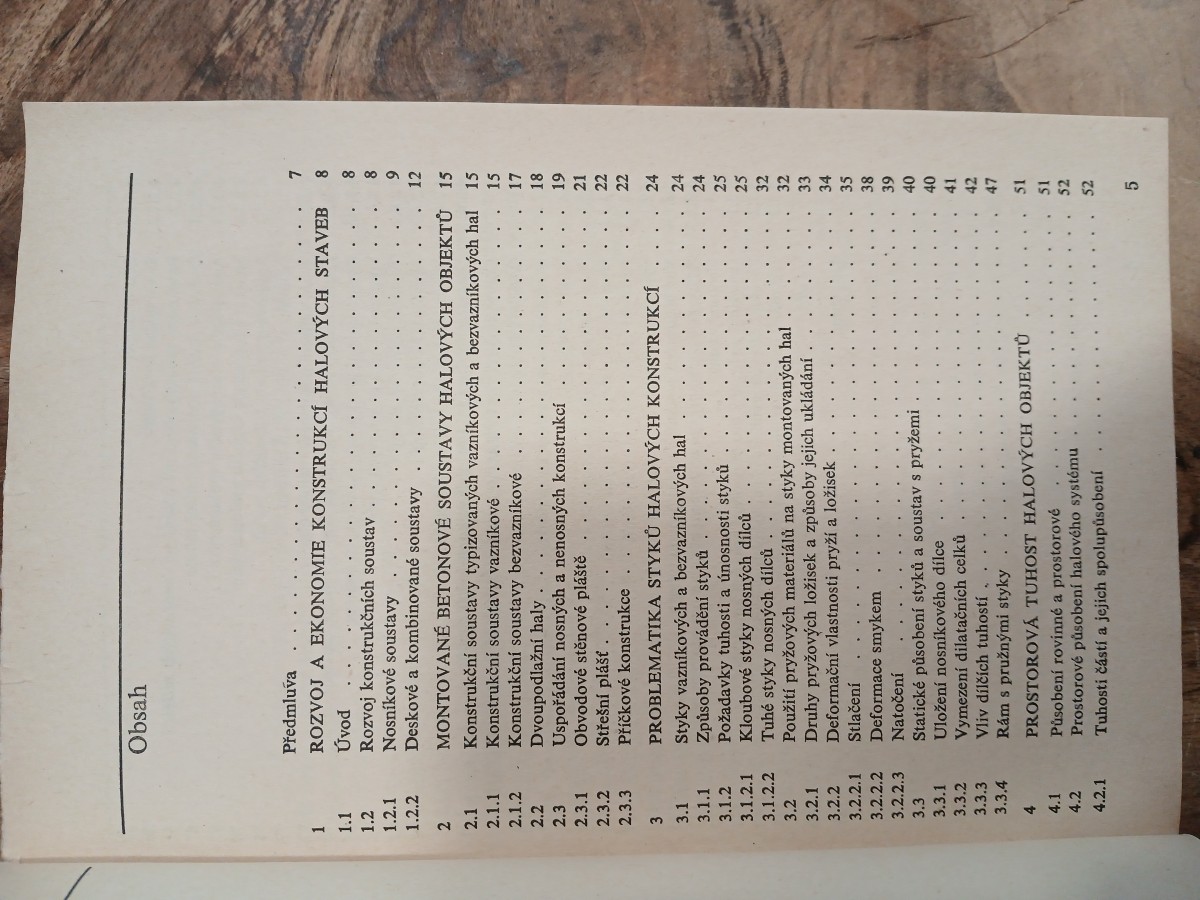 Obsah
Předmluva . . . . . . . . . . . . . . . . . . . . 7
1 ROZVOJ A EKONOMIE KONSTRUKCÍ HALOVÝCH STAVEB 8
1.1 Úvod . . . . . . . . . . . . . . . . . . . . 8
1.2 Rozvoj konstrukčních soustav . . . . . . . . . . . . 8
1.2.1 Nosníkové soustavy . . . . . . . . . . . . . . . 9
1.2.2 Deskové a kombinované soustavy . . . . . . . . . . . 12
2 MONTOVANÉ BETONOVÉ SOUSTAVY HALOVÝCH OBJEKTŮ 15
2.1 Konstrukční soustavy typizovaných vazníkových a bezvazníkových hal 15
2.1.1 Konstrukční soustavy vazníkové . . . . . . . . . . . 15
2.1.2 Konstrukční soustavy bezvazníkové . . . . . . . . . . 17
2.2 Dvoupodlažní haly . . . . . . . . . . . . . . . 18
2.3 Uspořádání nosných a nenosných konstrukcí . . . . . . . . 19
2.3.1 Obvodové stěnové pláště . . . . . . . . . . . . . 21
2.3.2 Střešní plášť . . . . . . . . . . . . . . . . . 22
2.3.3 Příčkové konstrukce . . . . . . . . . . . . . . . 22
3 PROBLEMATIKA STYKŮ HALOVÝCH KONSTRUKCÍ . . . . 24
3.1 Styky vazníkových a bezvazníkových hal . . . . . . . . . 24
3.1.1 Způsoby provádění styků . . . . . . . . . . . . . 24
3.1.2 Požadavky tuhosti a únosnosti styků . . . . . . . . . . 25
3.1.2.1 Kloubové styky nosných dílců . . . . . . . . . . . . 25
3.1.2.2 Tuhé styky nosných dílců . . . . . . . . . . . . . 32
3.2 Použití pryžových materiálů na styky montovaných hal . . . . . 32
3.2.1 Druhy pryžových ložisek a způsoby jejich ukládání . . . . . . 33
3.2.2 Deformační vlastnosti pryží a ložisek . . . . . . . . . . 34
3.2.2.1 Stlačení . . . . . . . . . . . . . . . . . . . 35
3.2.2.2 Deformace smykem . . . . . . . . . . . . . . . 38
3.2.2.3 Natočení . . . . . . . . . . . . . . . . . . . 39
3.3 Statické působení styků a soustav s pryžemi . . . . . . . . 40
3.3.1 Uložení nosníkového dílce . . . . . . . . . . . . . 40
3.3.2 Vymezení dilatačních celků . . . . . . . . . . . . . 41
3.3.3 Vliv dílčích tuhostí . . . . . . . . . . . . . . . 42
3.3.4 Rám s pružnými styky . . . . . . . . . . . . . . 47
4 PROSTOROVÁ TUHOST HALOVÝCH OBJEKTŮ . . . . . 51
4.1 Působení rovinné a prostorové . . . . . . . . . . . . 51
4.2 Prostorové působení halového systému . . . . . . . . . . 52
4.2.1 Tuhosti částí a jejich spolupůsobení . . . . . . . . . . 52
5